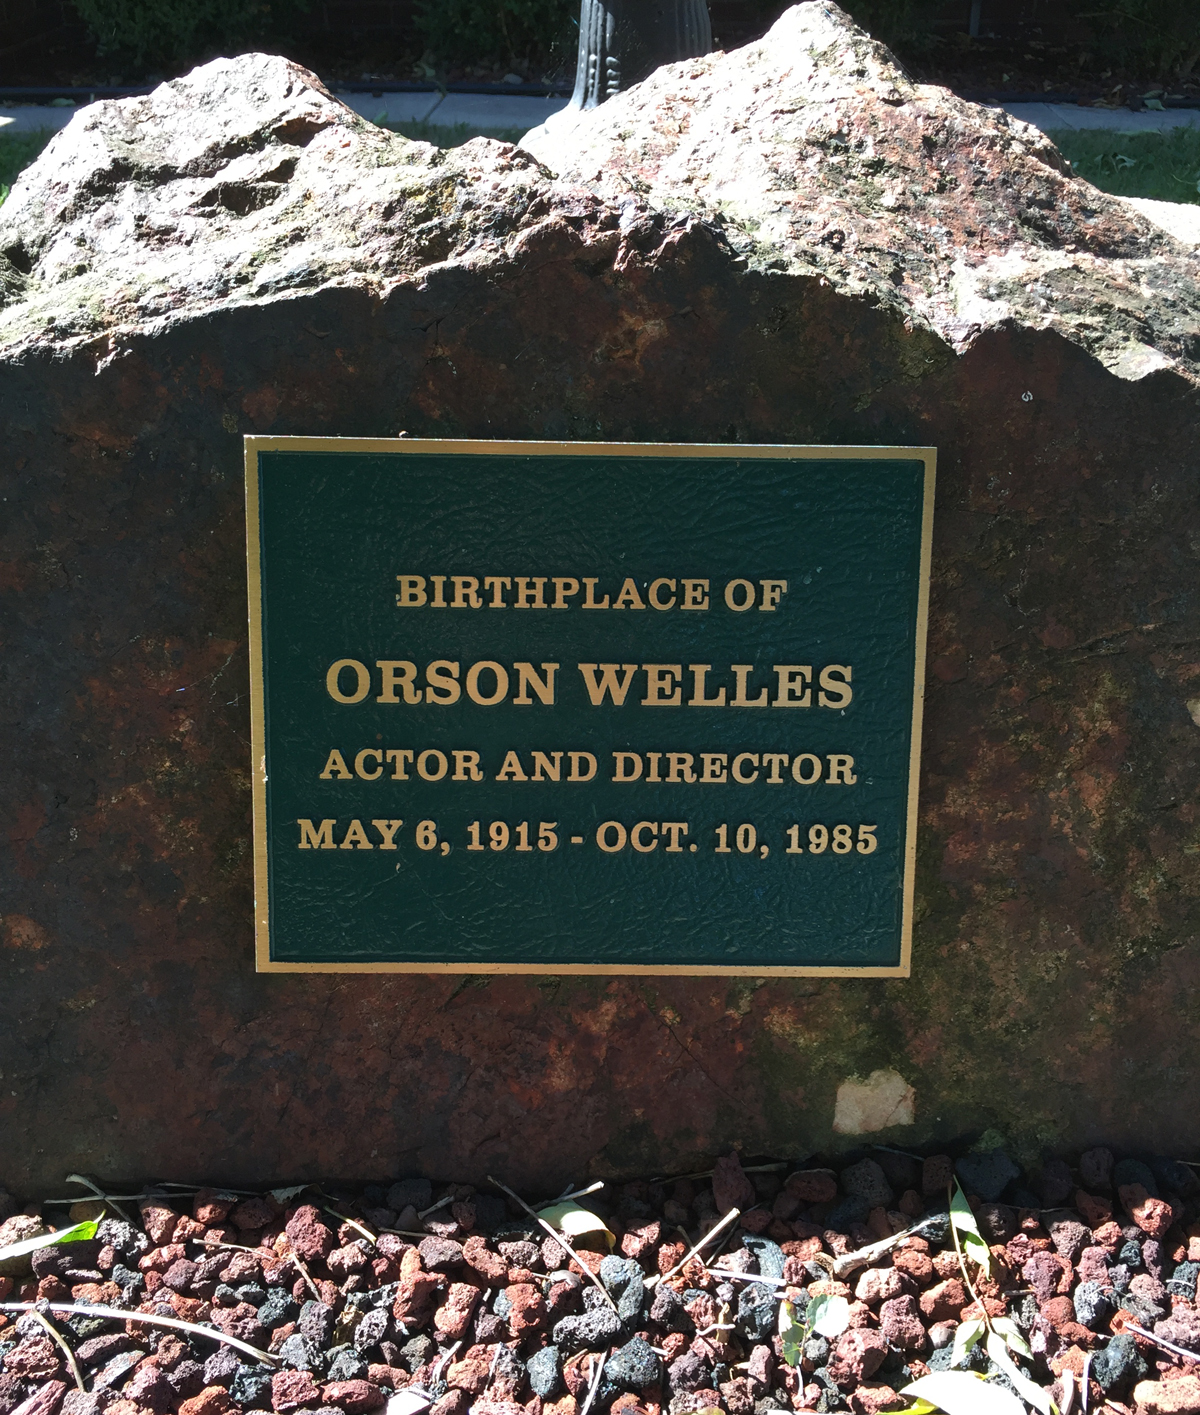 BIRTHPLACE OF
ORSON WELLES
ACTOR AND DIRECTOR
MAY 6, 1915 - OCT. 10, 1985